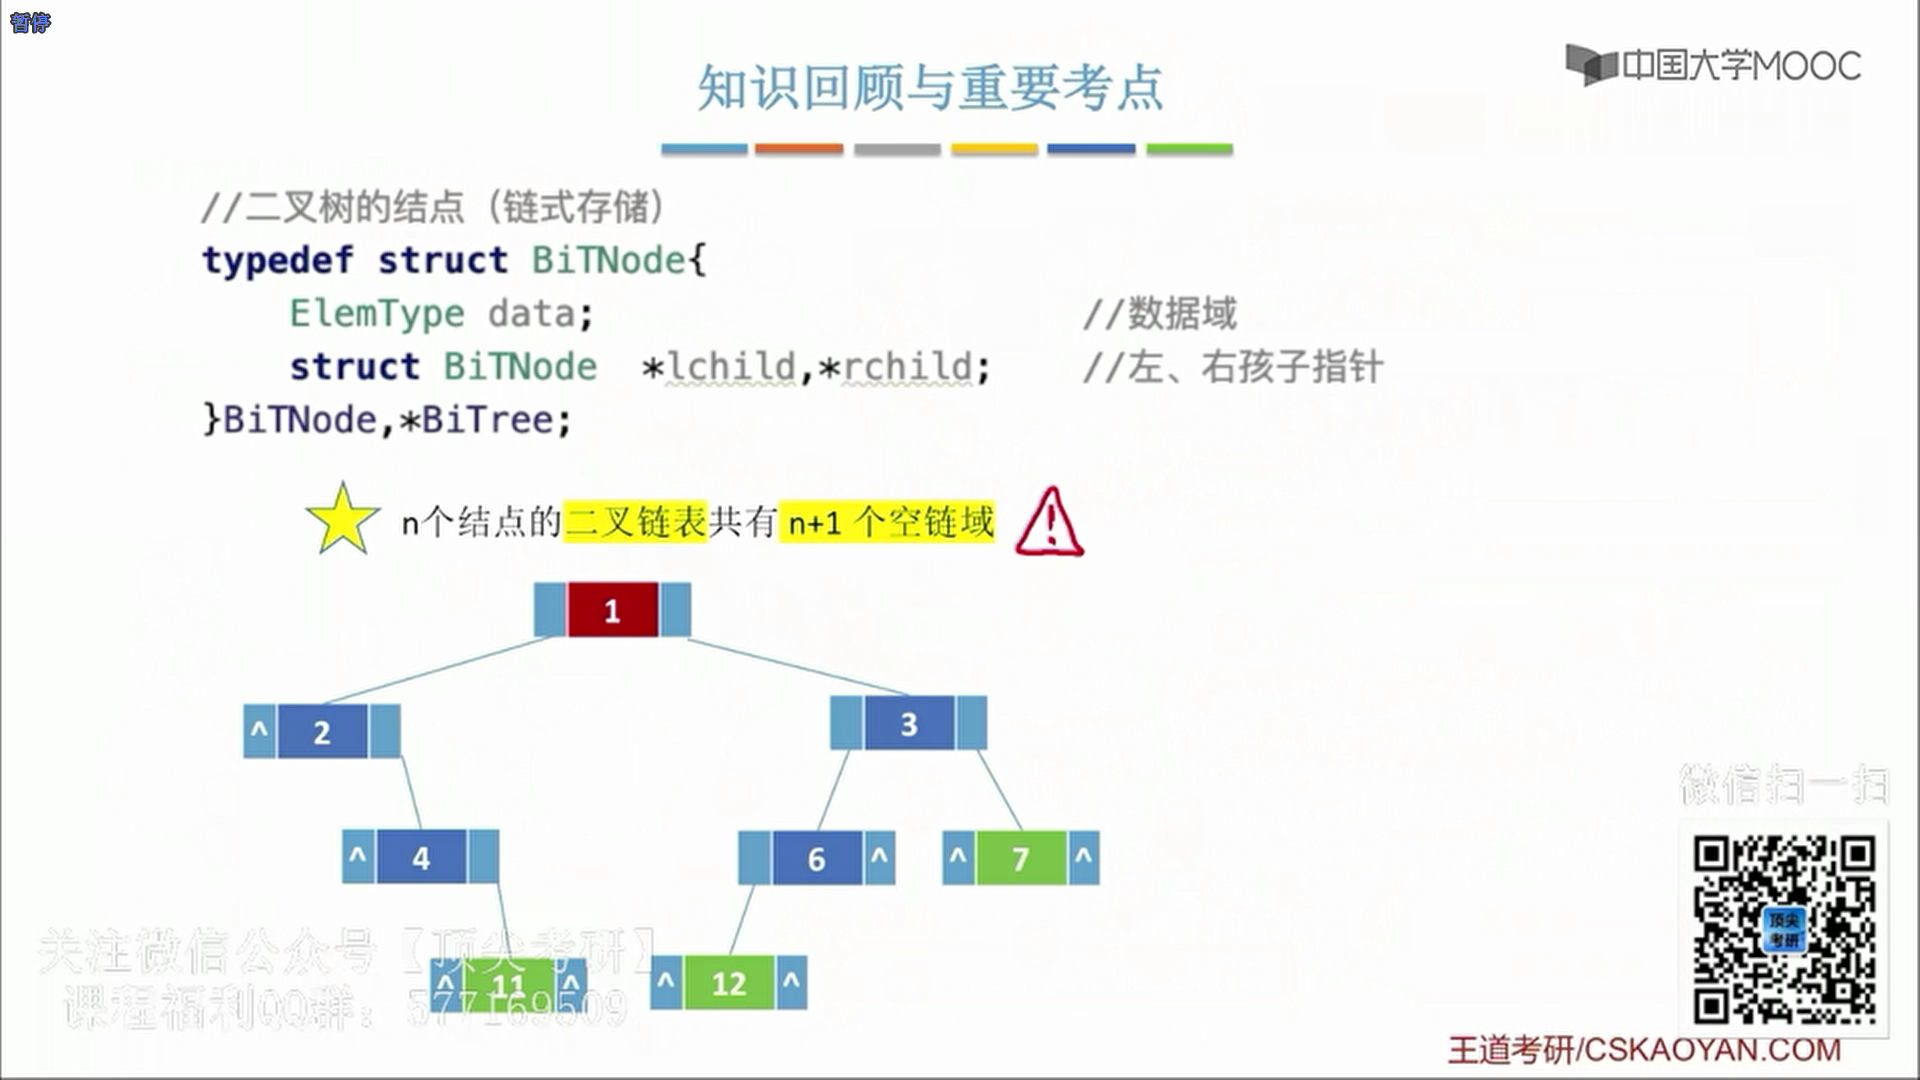 暂停
中国大学MOOC
知识回顾与重要考点
//二叉树的结点（链式存储）
typedef struct BiTNode{
ElemType data; //数据域
struct BiTNode *lchild,*rchild; //左、右孩子指针
}BiTNode,*BiTree;
n个结点的二叉链表共有 n+1 个空链域
!
1
^ 2
3
^ 4
6 ^
^ 7 ^
^ 11 ^
^ 12 ^
微信扫一扫
顶尖
考研
关注微信公众号【顶尖考研】
课程福利QQ群：577169509
王道考研/CSKAOYAN.COM